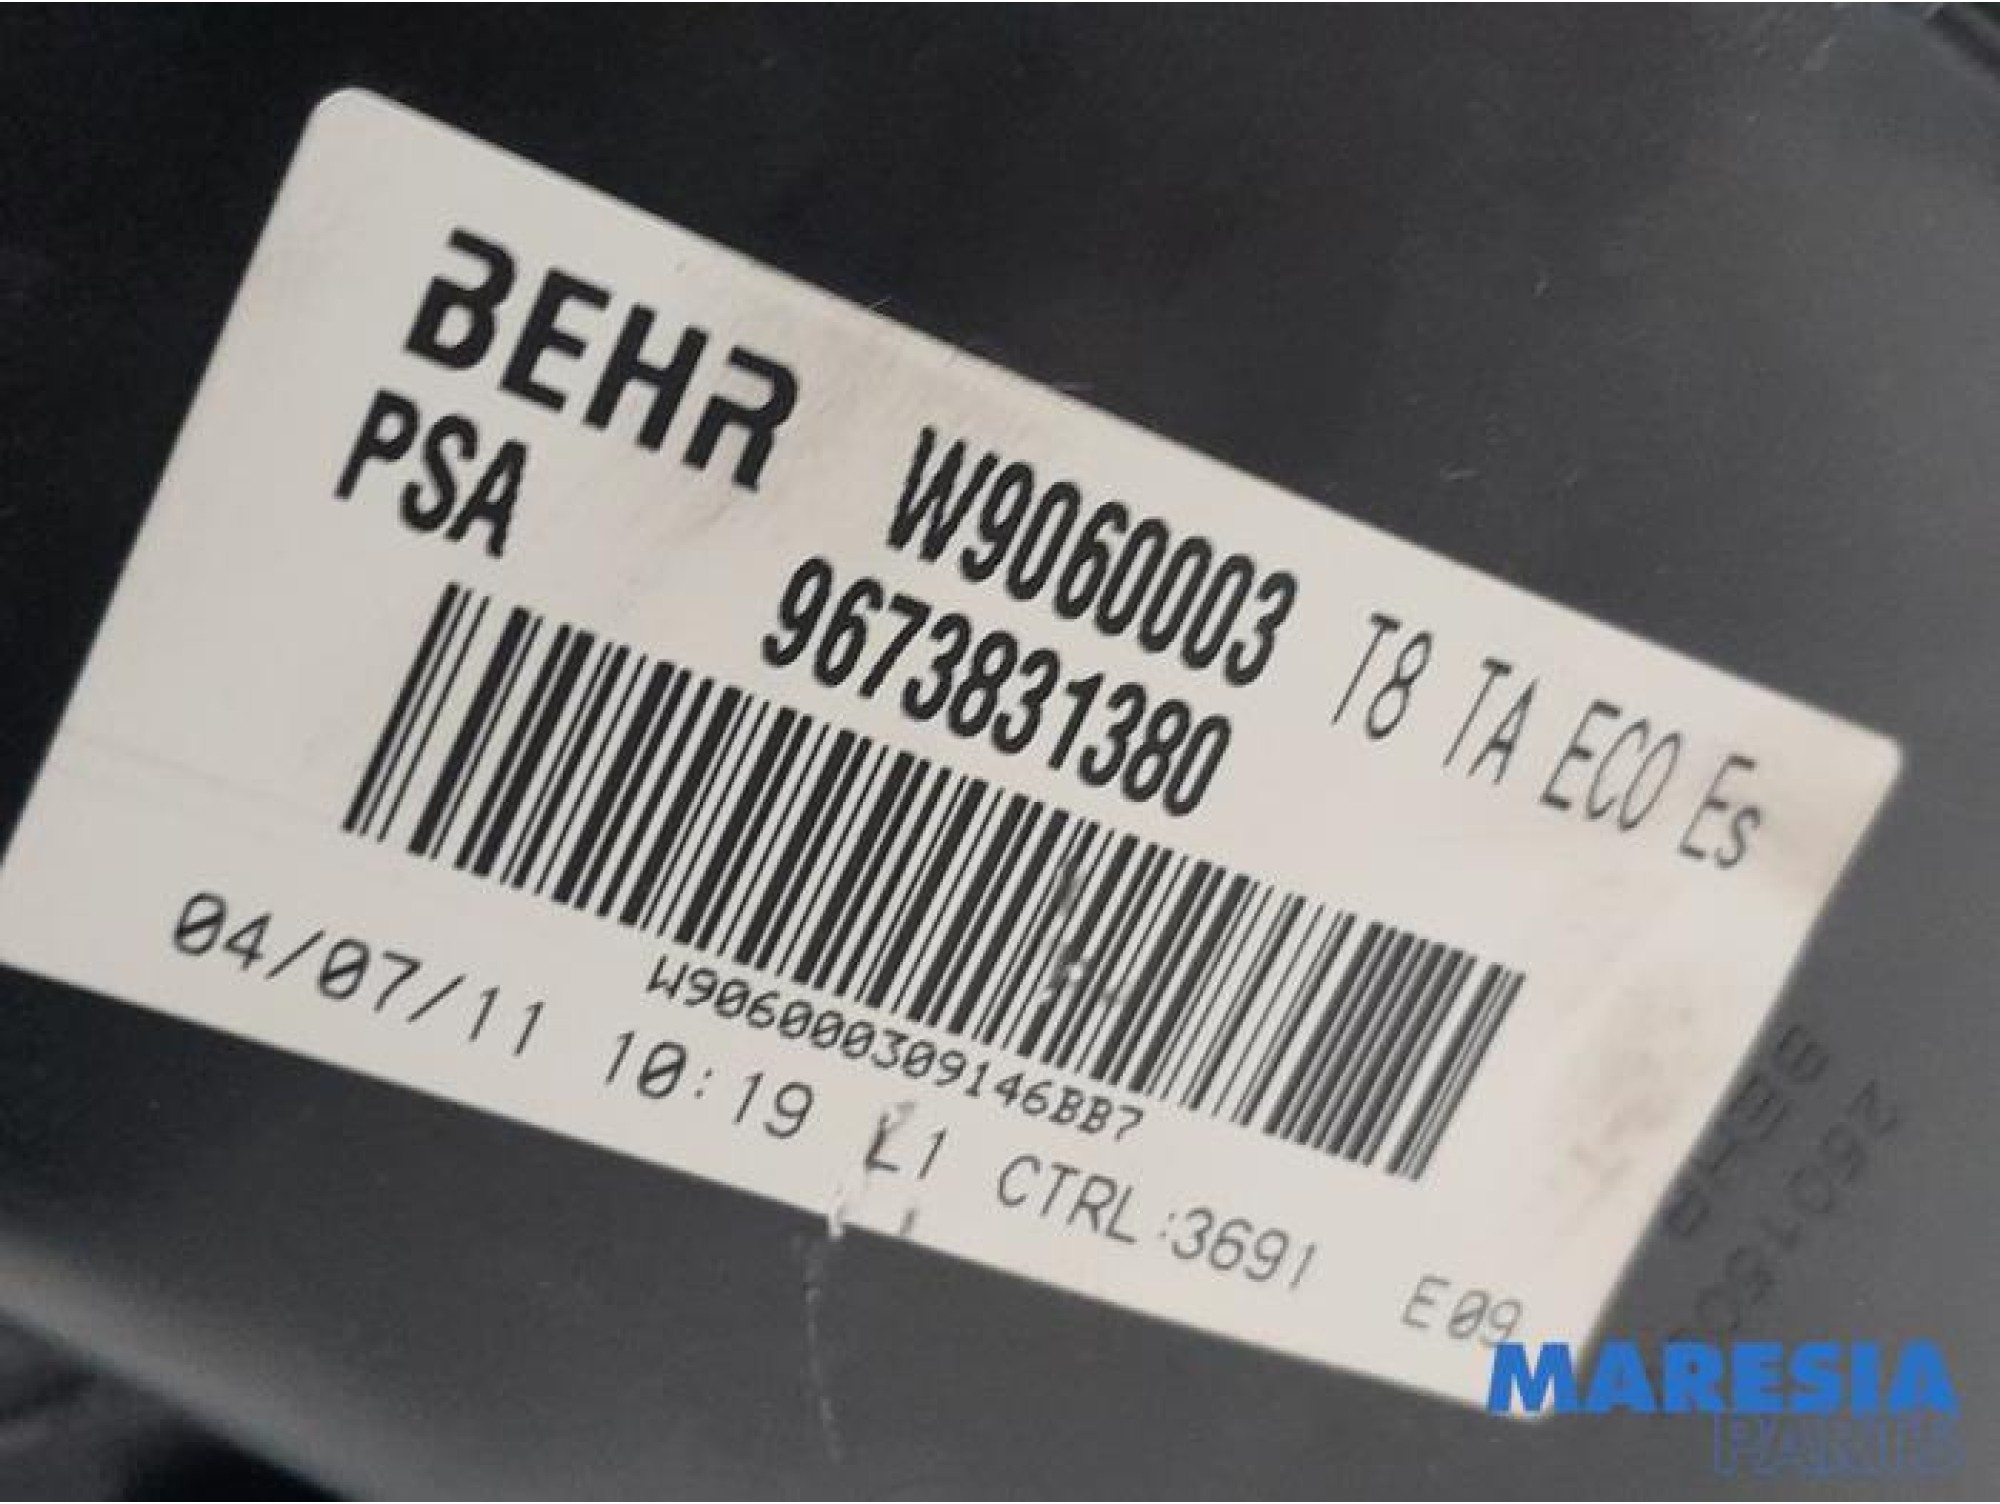 BEHR W9060003 T8 TA ECO Es
PSA 9673831380
W906000309146BB7
04/07/11 10:19 L1 CTRL:3691 E09
MARESIA
PARTS